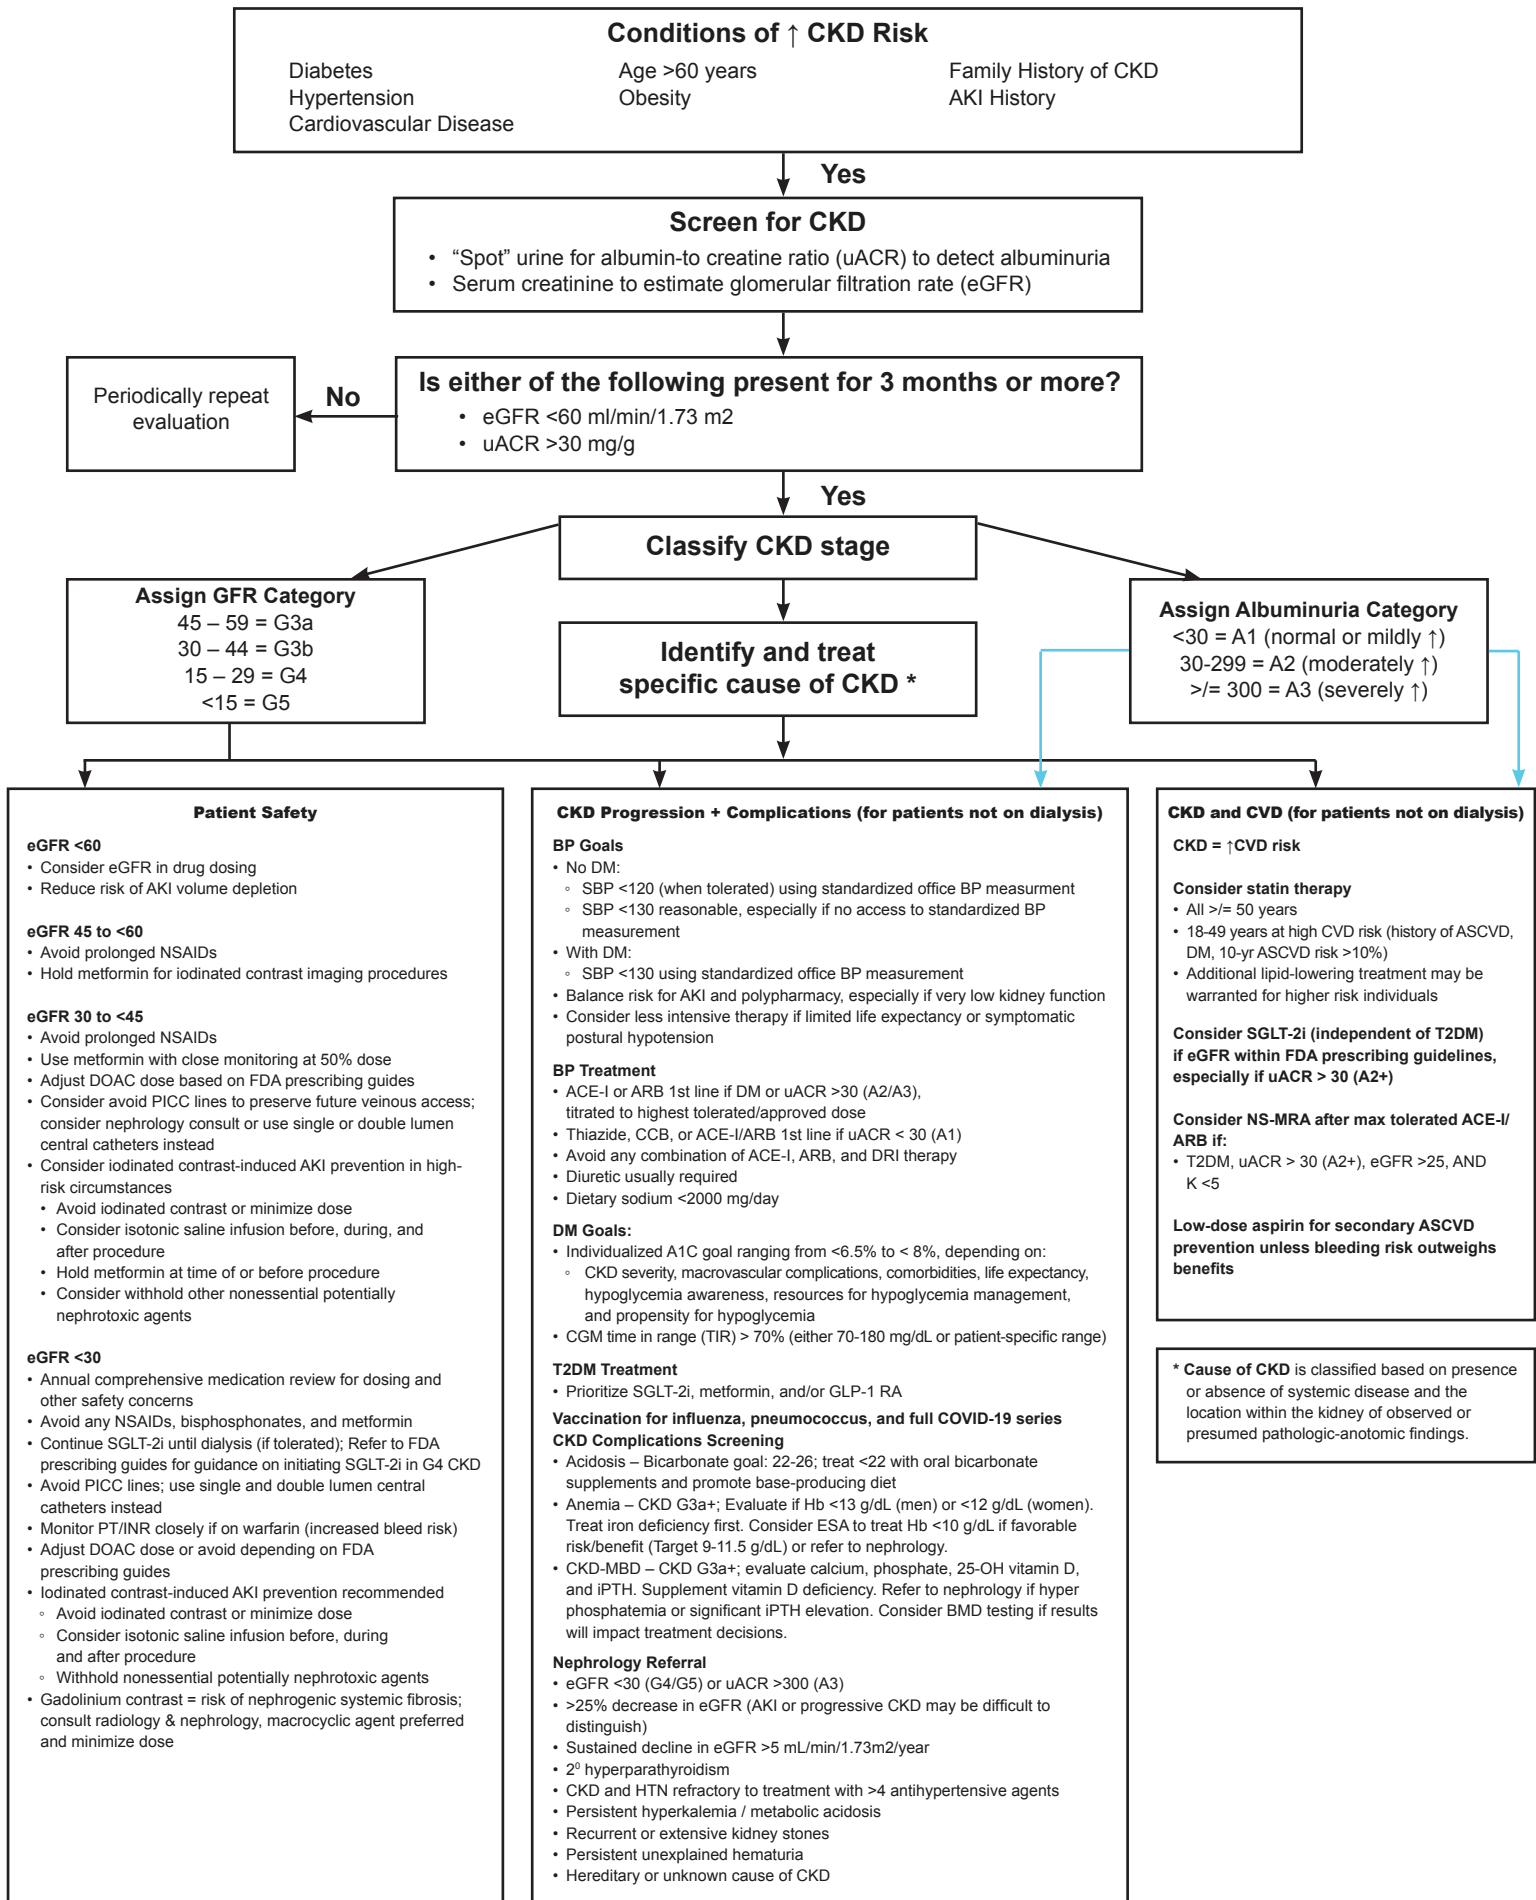 Conditions of ↑ CKD Risk
Diabetes
Hypertension
Cardiovascular Disease
Age >60 years
Obesity
Family History of CKD
AKI History
Yes
Screen for CKD
• “Spot” urine for albumin-to creatine ratio (uACR) to detect albuminuria
• Serum creatinine to estimate glomerular filtration rate (eGFR)
Is either of the following present for 3 months or more?
• eGFR <60 ml/min/1.73 m2
• uACR >30 mg/g
No
Periodically repeat
evaluation
Yes
Classify CKD stage
Assign GFR Category
45 – 59 = G3a
30 – 44 = G3b
15 – 29 = G4
<15 = G5
Identify and treat
specific cause of CKD *
Assign Albuminuria Category
<30 = A1 (normal or mildly ↑)
30-299 = A2 (moderately ↑)
>/= 300 = A3 (severely ↑)
Patient Safety
eGFR <60
• Consider eGFR in drug dosing
• Reduce risk of AKI volume depletion
eGFR 45 to <60
• Avoid prolonged NSAIDs
• Hold metformin for iodinated contrast imaging procedures
eGFR 30 to <45
• Avoid prolonged NSAIDs
• Use metformin with close monitoring at 50% dose
• Adjust DOAC dose based on FDA prescribing guides
• Consider avoid PICC lines to preserve future veinous access;
consider nephrology consult or use single or double lumen
central catheters instead
• Consider iodinated contrast-induced AKI prevention in high-
risk circumstances
• Avoid iodinated contrast or minimize dose
• Consider isotonic saline infusion before, during, and
after procedure
• Hold metformin at time of or before procedure
• Consider withhold other nonessential potentially
nephrotoxic agents
eGFR <30
• Annual comprehensive medication review for dosing and
other safety concerns
• Avoid any NSAIDs, bisphosphonates, and metformin
• Continue SGLT-2i until dialysis (if tolerated); Refer to FDA
prescribing guides for guidance on initiating SGLT-2i in G4 CKD
• Avoid PICC lines; use single and double lumen central
catheters instead
• Monitor PT/INR closely if on warfarin (increased bleed risk)
• Adjust DOAC dose or avoid depending on FDA
prescribing guides
• Iodinated contrast-induced AKI prevention recommended
◦ Avoid iodinated contrast or minimize dose
◦ Consider isotonic saline infusion before, during
and after procedure
◦ Withhold nonessential potentially nephrotoxic agents
• Gadolinium contrast = risk of nephrogenic systemic fibrosis;
consult radiology & nephrology, macrocyclic agent preferred
and minimize dose
CKD Progression + Complications (for patients not on dialysis)
BP Goals
• No DM:
◦ SBP <120 (when tolerated) using standardized office BP measurment
◦ SBP <130 reasonable, especially if no access to standardized BP
measurement
• With DM:
◦ SBP <130 using standardized office BP measurement
• Balance risk for AKI and polypharmacy, especially if very low kidney function
• Consider less intensive therapy if limited life expectancy or symptomatic
postural hypotension
BP Treatment
• ACE-I or ARB 1st line if DM or uACR >30 (A2/A3),
titrated to highest tolerated/approved dose
• Thiazide, CCB, or ACE-I/ARB 1st line if uACR < 30 (A1)
• Avoid any combination of ACE-I, ARB, and DRI therapy
• Diuretic usually required
• Dietary sodium <2000 mg/day
DM Goals:
• Individualized A1C goal ranging from <6.5% to < 8%, depending on:
◦ CKD severity, macrovascular complications, comorbidities, life expectancy,
hypoglycemia awareness, resources for hypoglycemia management,
and propensity for hypoglycemia
• CGM time in range (TIR) > 70% (either 70-180 mg/dL or patient-specific range)
T2DM Treatment
• Prioritize SGLT-2i, metformin, and/or GLP-1 RA
Vaccination for influenza, pneumococcus, and full COVID-19 series
CKD Complications Screening
• Acidosis – Bicarbonate goal: 22-26; treat <22 with oral bicarbonate
supplements and promote base-producing diet
• Anemia – CKD G3a+; Evaluate if Hb <13 g/dL (men) or <12 g/dL (women).
Treat iron deficiency first. Consider ESA to treat Hb <10 g/dL if favorable
risk/benefit (Target 9-11.5 g/dL) or refer to nephrology.
• CKD-MBD – CKD G3a+; evaluate calcium, phosphate, 25-OH vitamin D,
and iPTH. Supplement vitamin D deficiency. Refer to nephrology if hyper
phosphatemia or significant iPTH elevation. Consider BMD testing if results
will impact treatment decisions.
Nephrology Referral
• eGFR <30 (G4/G5) or uACR >300 (A3)
• >25% decrease in eGFR (AKI or progressive CKD may be difficult to
distinguish)
• Sustained decline in eGFR >5 mL/min/1.73m2/year
• 2⁰ hyperparathyroidism
• CKD and HTN refractory to treatment with >4 antihypertensive agents
• Persistent hyperkalemia / metabolic acidosis
• Recurrent or extensive kidney stones
• Persistent unexplained hematuria
• Hereditary or unknown cause of CKD
CKD and CVD (for patients not on dialysis)
CKD = ↑CVD risk
Consider statin therapy
• All >/= 50 years
• 18-49 years at high CVD risk (history of ASCVD,
DM, 10-yr ASCVD risk >10%)
• Additional lipid-lowering treatment may be
warranted for higher risk individuals
Consider SGLT-2i (independent of T2DM)
if eGFR within FDA prescribing guidelines,
especially if uACR > 30 (A2+)
Consider NS-MRA after max tolerated ACE-I/
ARB if:
• T2DM, uACR > 30 (A2+), eGFR >25, AND
K <5
Low-dose aspirin for secondary ASCVD
prevention unless bleeding risk outweighs
benefits
* Cause of CKD is classified based on presence
or absence of systemic disease and the
location within the kidney of observed or
presumed pathologic-anotomic findings.